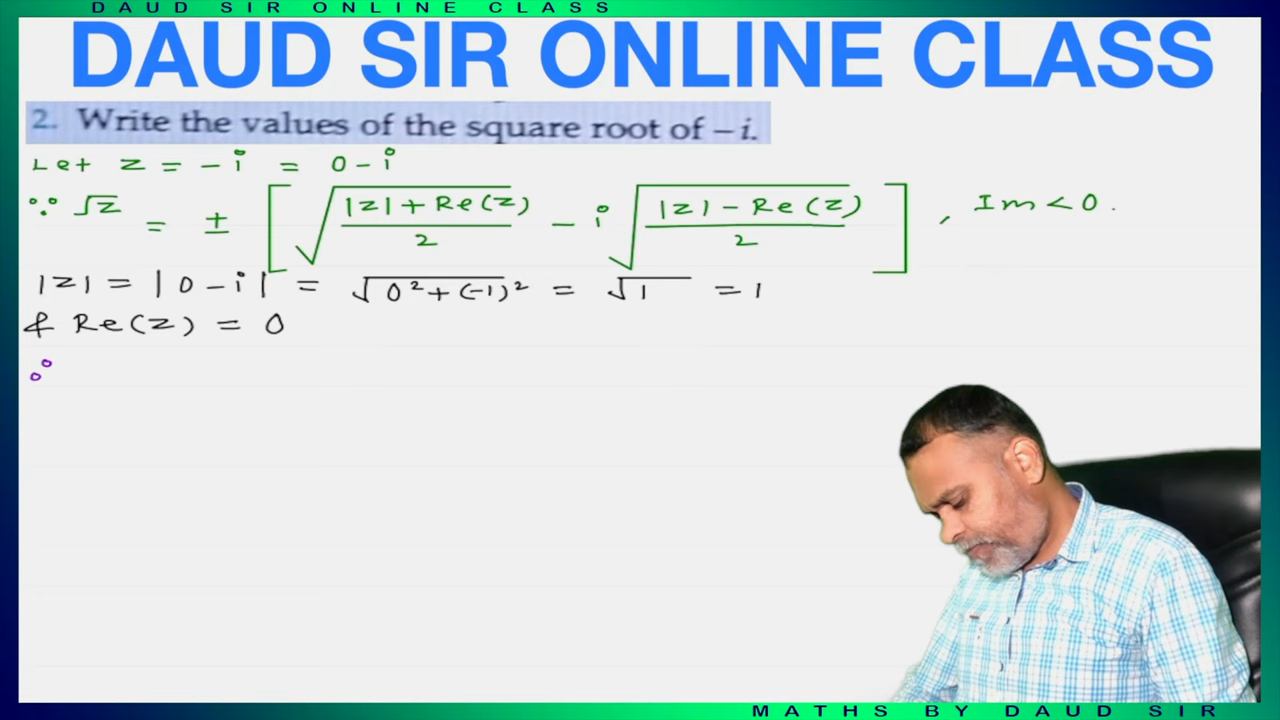 DAUD SIR ONLINE CLASS
DAUD SIR ONLINE CLASS
2. Write the values of the square root of – i.
Let z = - i = 0 - i
∵ √z = ± [ √((|z| + Re(z))/2) - i √((|z| - Re(z))/2) ] , Im < 0.
|z| = |0 - i| = √(0² + (-1)²) = √1 = 1
& Re(z) = 0
MATHS BY DAUD SIR